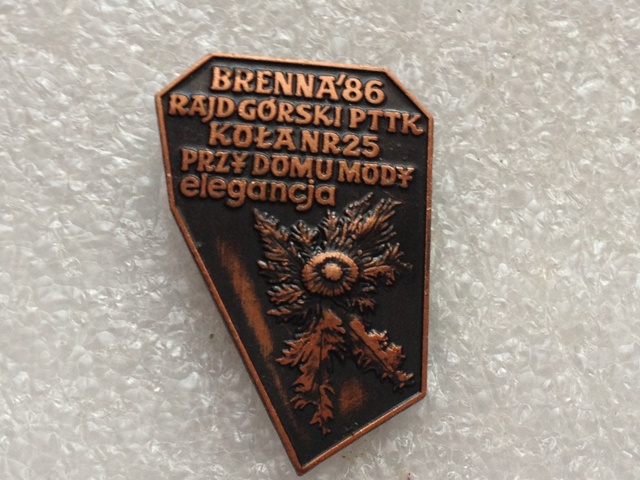 BRENNA'86
RAJD GÓRSKI PTTK
KOŁA NR 25
PRZY DOMU MODY
elegancja